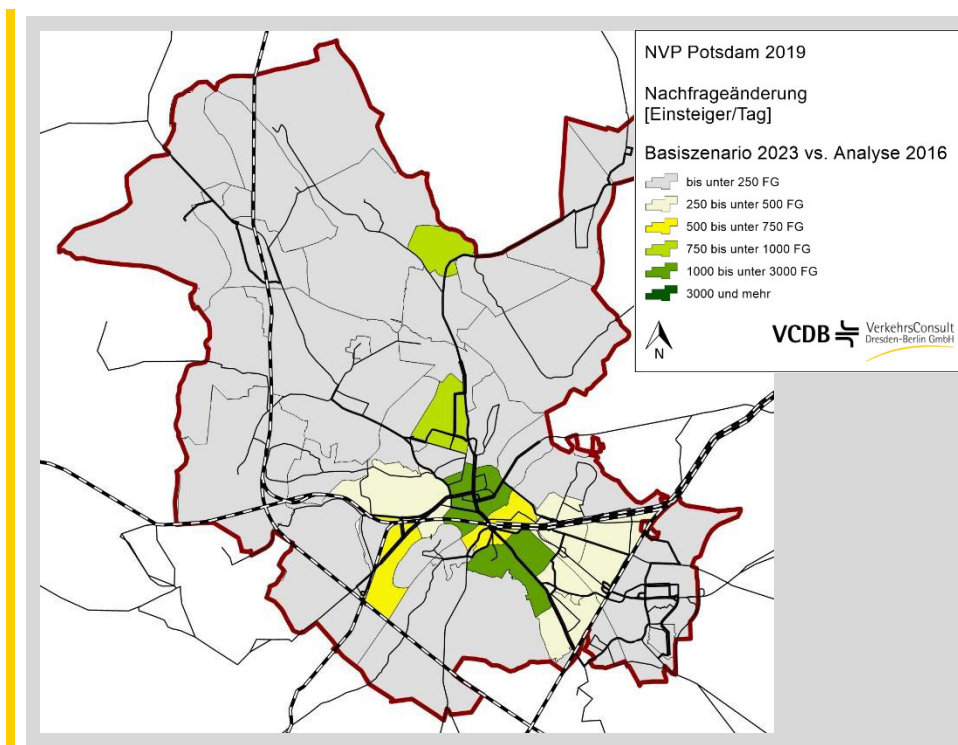 NVP Potsdam 2019
Nachfrageänderung
[Einsteiger/Tag]
Basiszenario 2023 vs. Analyse 2016
bis unter 250 FG
250 bis unter 500 FG
500 bis unter 750 FG
750 bis unter 1000 FG
1000 bis unter 3000 FG
3000 und mehr
N
VCDB VerkehrsConsult
Dresden-Berlin GmbH